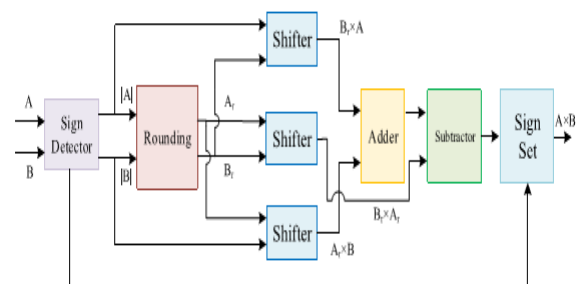 A
B
Sign
Detector
|A|
|B|
Rounding
Aᵣ
Bᵣ
Shifter
Shifter
Shifter
Bᵣ×A
Aᵣ×B
Bᵣ×Aᵣ
Adder
Subtractor
Sign
Set
A×B